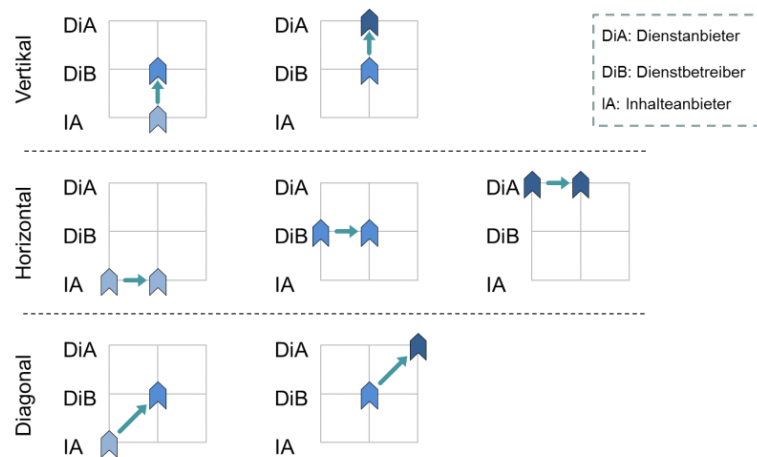 Vertikal
DiA
DiB
IA
DiA
DiB
IA
DiA: Dienstanbieter
DiB: Dienstbetreiber
IA: Inhalteanbieter
Horizontal
DiA
DiB
IA
DiA
DiB
IA
DiA
DiB
IA
Diagonal
DiA
DiB
IA
DiA
DiB
IA